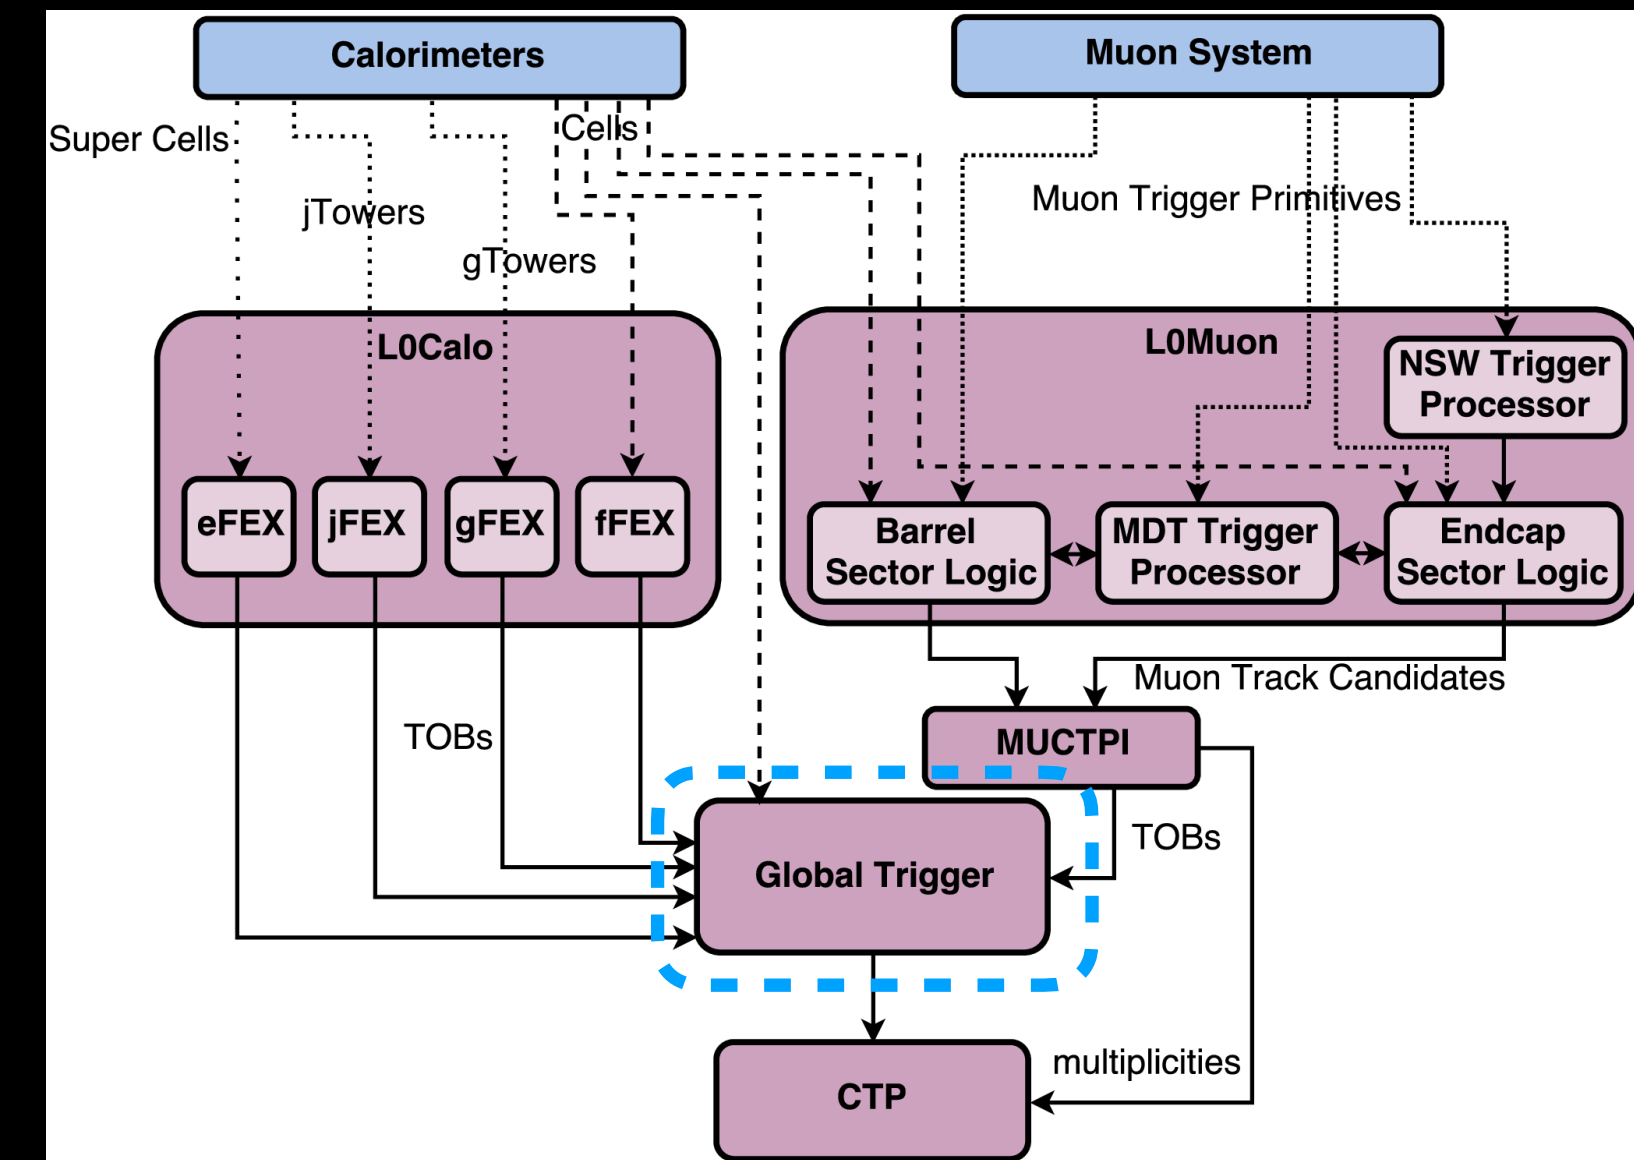 Calorimeters
Muon System
Super Cells
Cells
jTowers
Muon Trigger Primitives
gTowers
L0Calo
L0Muon
NSW Trigger
Processor
eFEX
jFEX
gFEX
fFEX
Barrel
Sector Logic
MDT Trigger
Processor
Endcap
Sector Logic
Muon Track Candidates
TOBs
MUCTPI
TOBs
Global Trigger
multiplicities
CTP